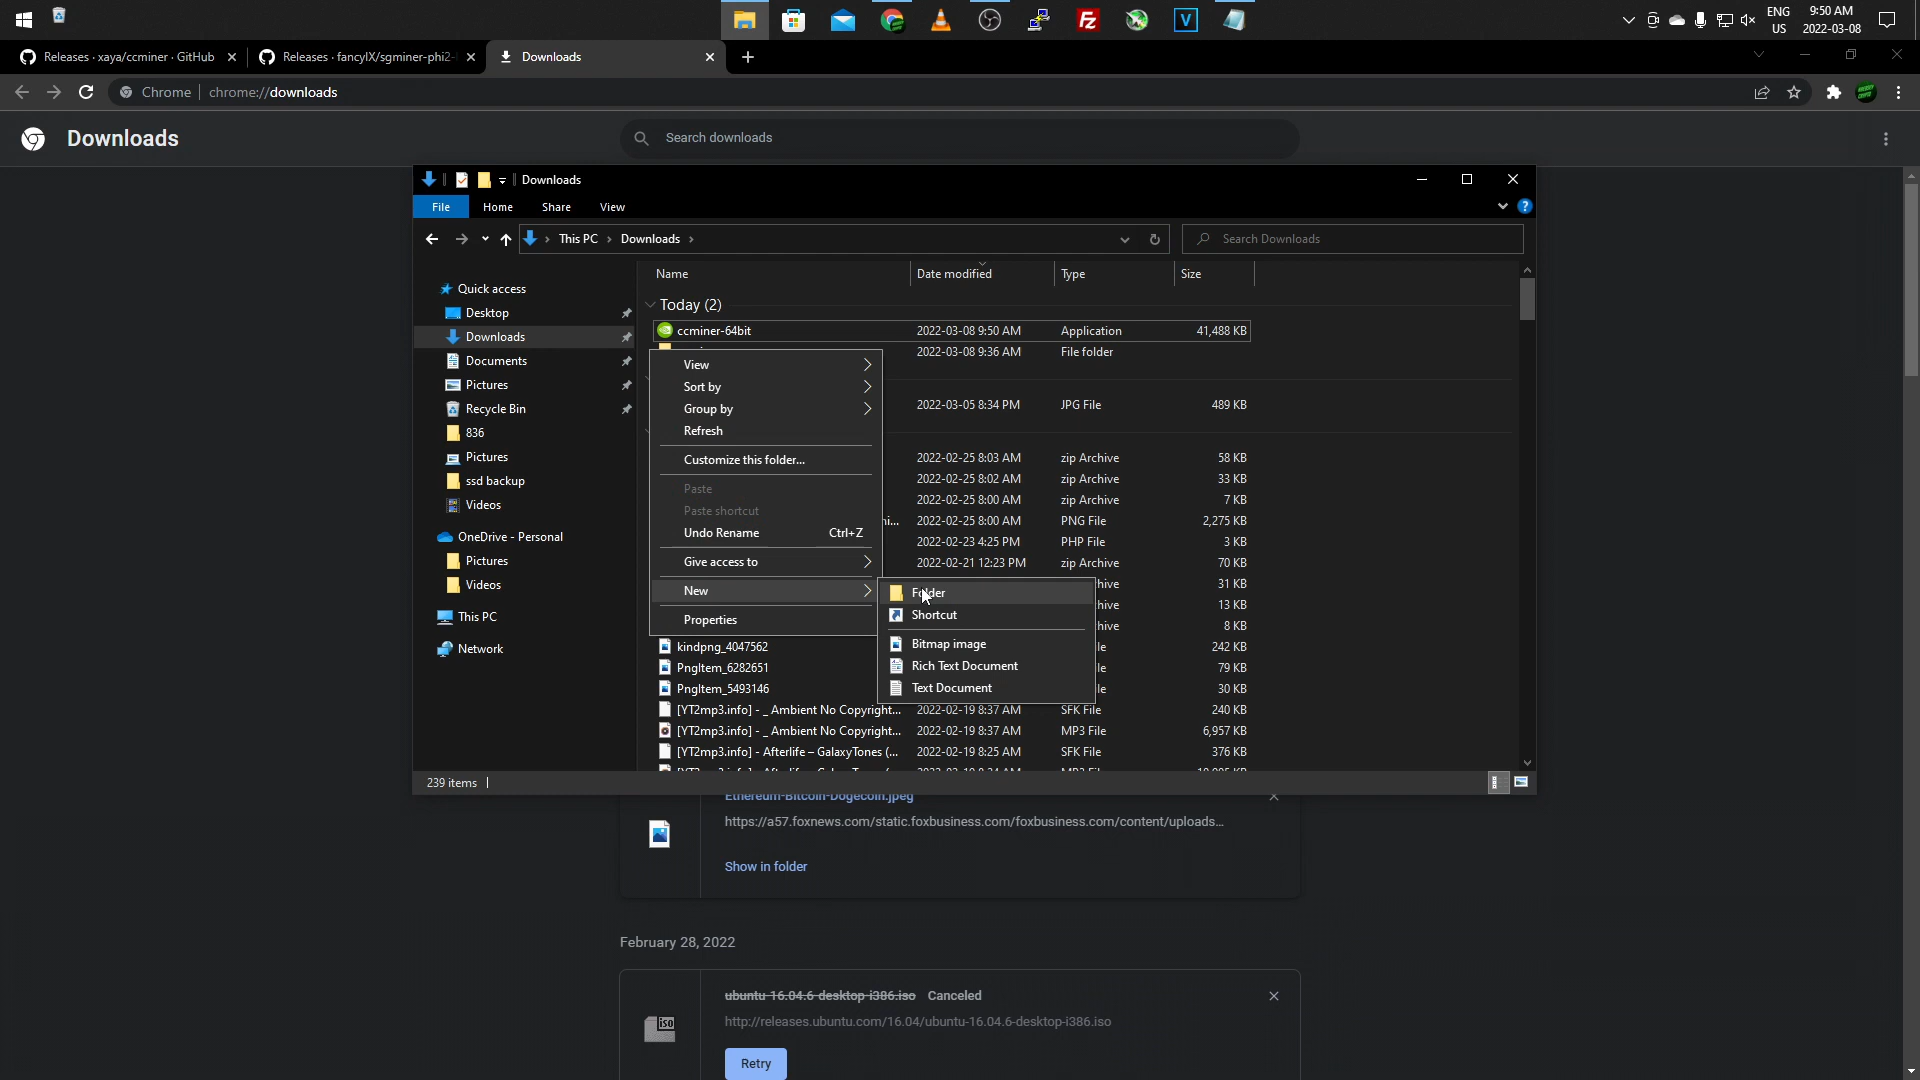 ENG
US
9:50 AM
2022-03-08
Releases · xaya/ccminer · GitHub
Releases · fancyIX/sgminer-phi2-
Downloads
Chrome | chrome://downloads
Downloads
Search downloads
Downloads
File Home Share View
This PC Downloads
Search Downloads
Name Date modified Type Size
Quick access
Desktop
Downloads
Documents
Pictures
Recycle Bin
836
Pictures
ssd backup
Videos
OneDrive - Personal
Pictures
Videos
This PC
Network
Today (2)
ccminer-64bit 2022-03-08 9:50 AM Application 41,488 KB
2022-03-08 9:36 AM File folder
2022-03-05 8:34 PM JPG File 489 KB
2022-02-25 8:03 AM zip Archive 58 KB
2022-02-25 8:02 AM zip Archive 33 KB
2022-02-25 8:00 AM zip Archive 7 KB
ni... 2022-02-25 8:00 AM PNG File 2,275 KB
2022-02-23 4:25 PM PHP File 3 KB
2022-02-21 12:23 PM zip Archive 70 KB
hive 31 KB
hive 13 KB
hive 8 KB
kindpng_4047562 le 242 KB
PngItem_6282651 le 79 KB
PngItem_5493146 le 30 KB
[YT2mp3.info] - _ Ambient No Copyright... 2022-02-19 8:37 AM SFK File 240 KB
[YT2mp3.info] - _ Ambient No Copyright... 2022-02-19 8:37 AM MP3 File 6,957 KB
[YT2mp3.info] - Afterlife – GalaxyTones (... 2022-02-19 8:25 AM SFK File 376 KB
View
Sort by
Group by
Refresh
Customize this folder...
Paste
Paste shortcut
Undo Rename Ctrl+Z
Give access to
New
Properties
Folder
Shortcut
Bitmap image
Rich Text Document
Text Document
239 items
Ethereum-Bitcoin-Dogecoin.jpeg
https://a57.foxnews.com/static.foxbusiness.com/foxbusiness.com/content/uploads...
Show in folder
February 28, 2022
ubuntu-16.04.6-desktop-i386.iso Canceled
http://releases.ubuntu.com/16.04/ubuntu-16.04.6-desktop-i386.iso
iso
Retry